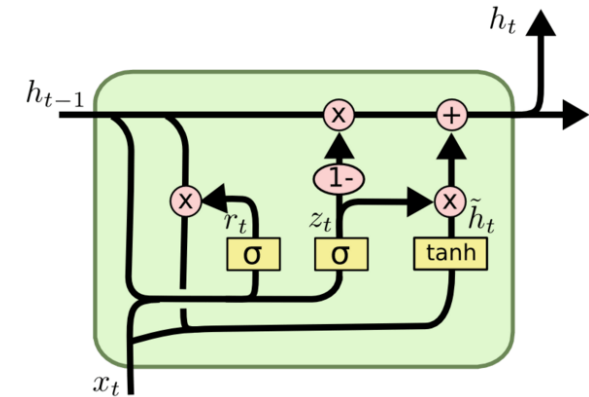 h_t
h_{t-1}
x +
1-
x r_t z_t x h̃_t
σ σ tanh
x_t